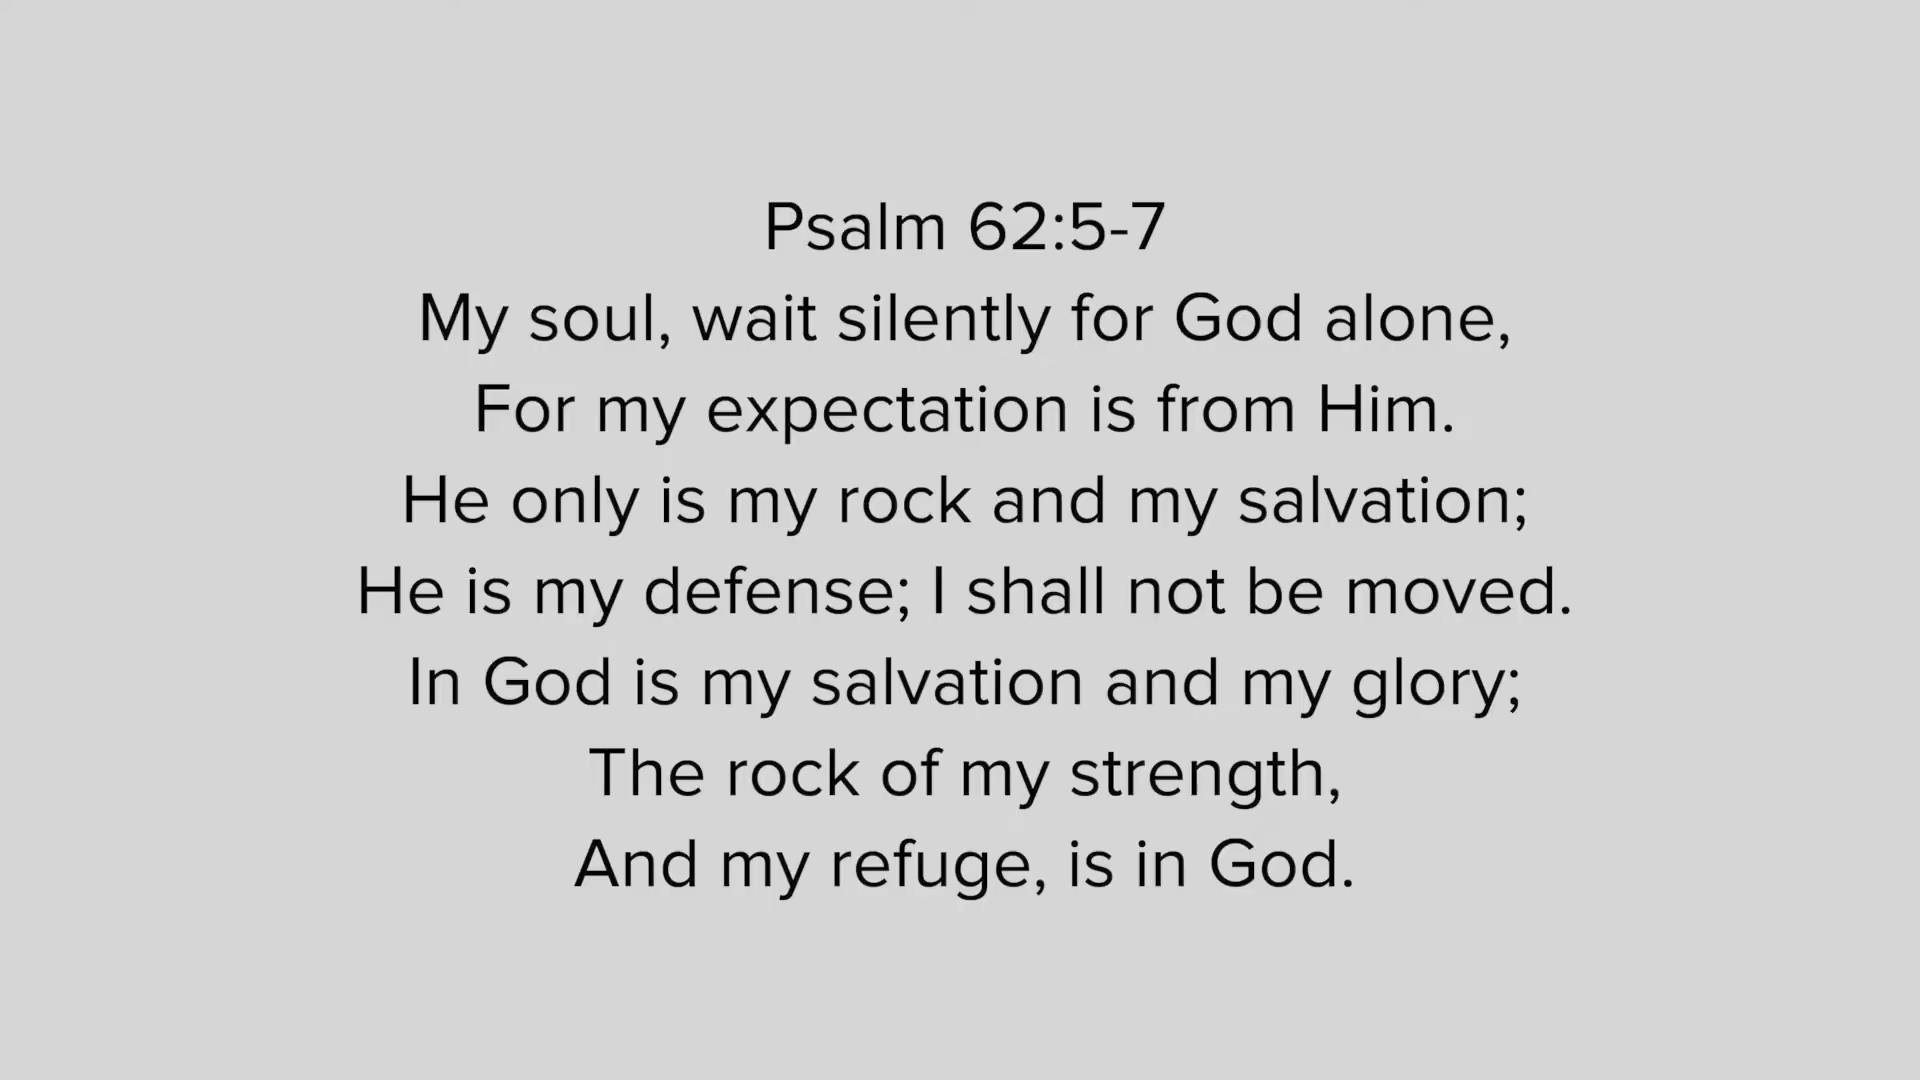 Psalm 62:5-7
My soul, wait silently for God alone,
For my expectation is from Him.
He only is my rock and my salvation;
He is my defense; I shall not be moved.
In God is my salvation and my glory;
The rock of my strength,
And my refuge, is in God.